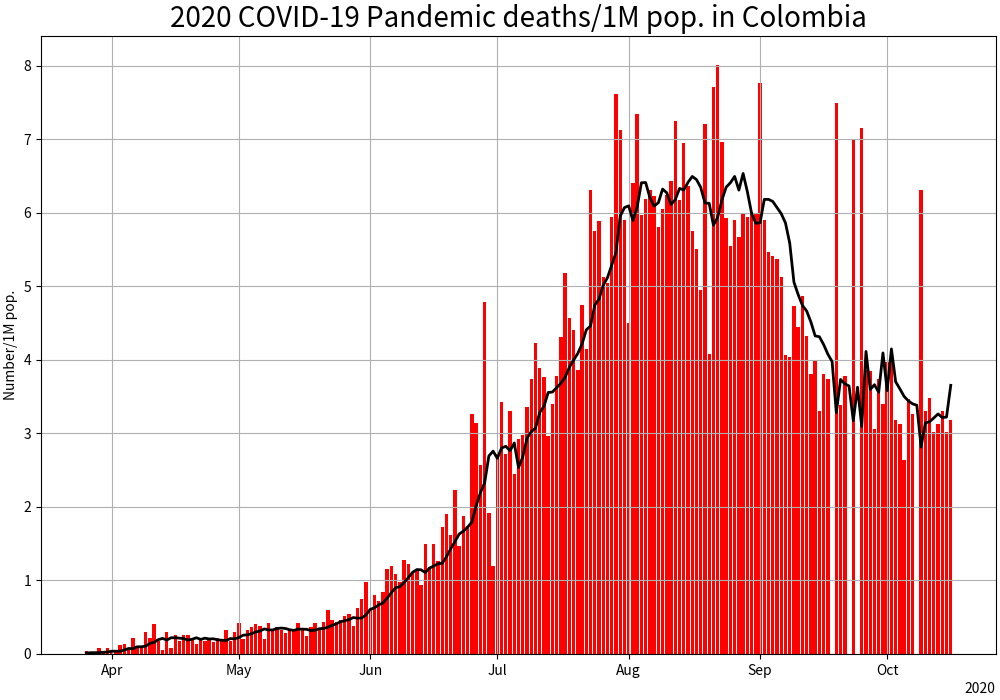 2020 COVID-19 Pandemic deaths/1M pop. in Colombia
Number/1M pop.
8
7
6
5
4
3
2
1
0
Apr
May
Jun
Jul
Aug
Sep
Oct
2020